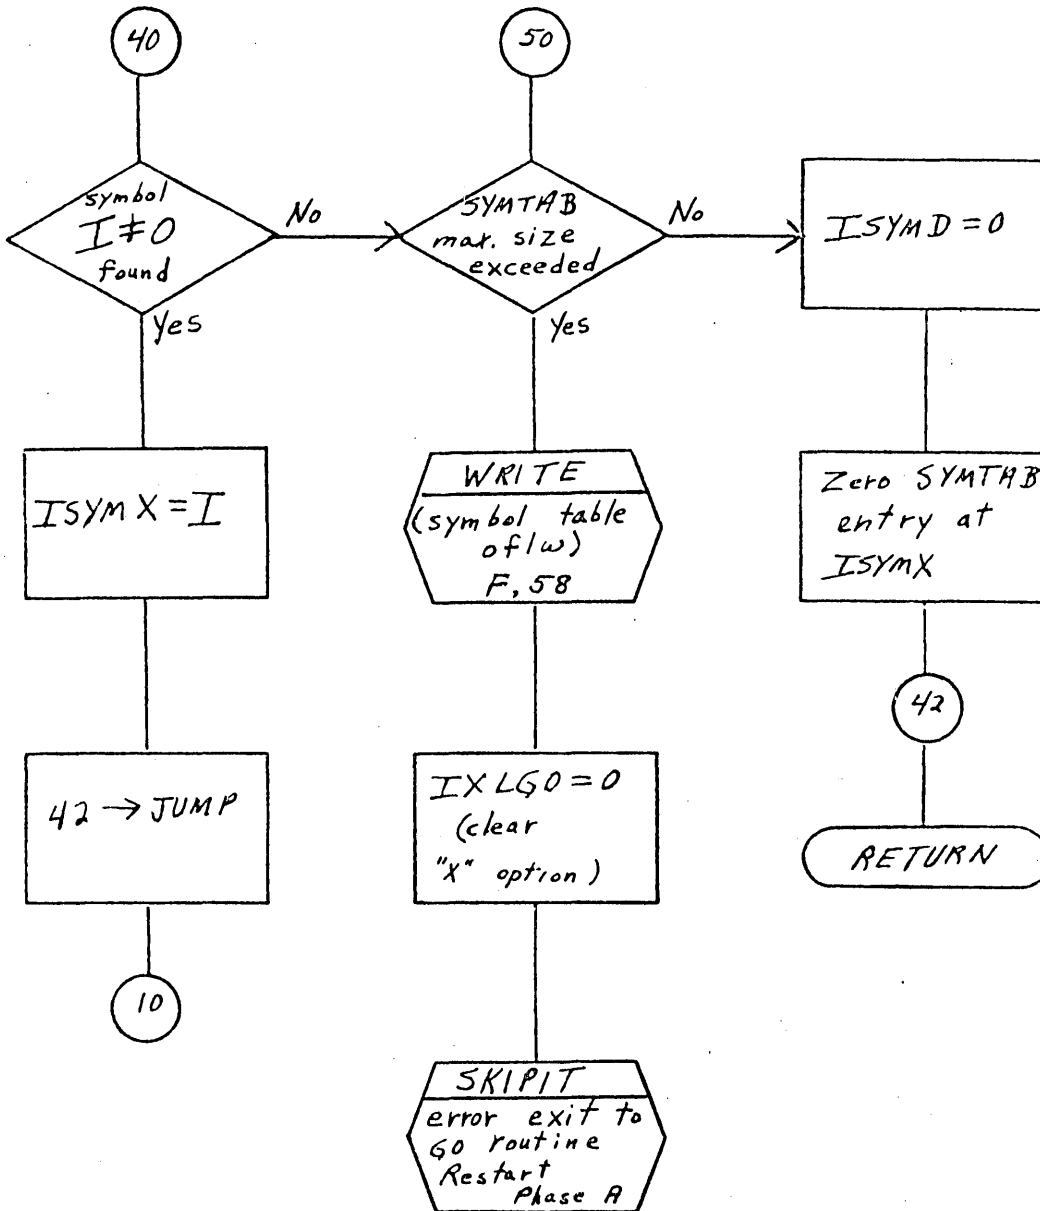 40
symbol
I ≠ 0
found
No
Yes
ISYMX = I
42 → JUMP
10
50
SYMTAB
max. size
exceeded
No
Yes
WRITE
(symbol table
oflw)
F, 58
IXLGO = 0
(clear
"X" option)
SKIPIT
error exit to
GO routine
Restart
Phase A
ISYMD = 0
Zero SYMTAB
entry at
ISYMX
42
RETURN